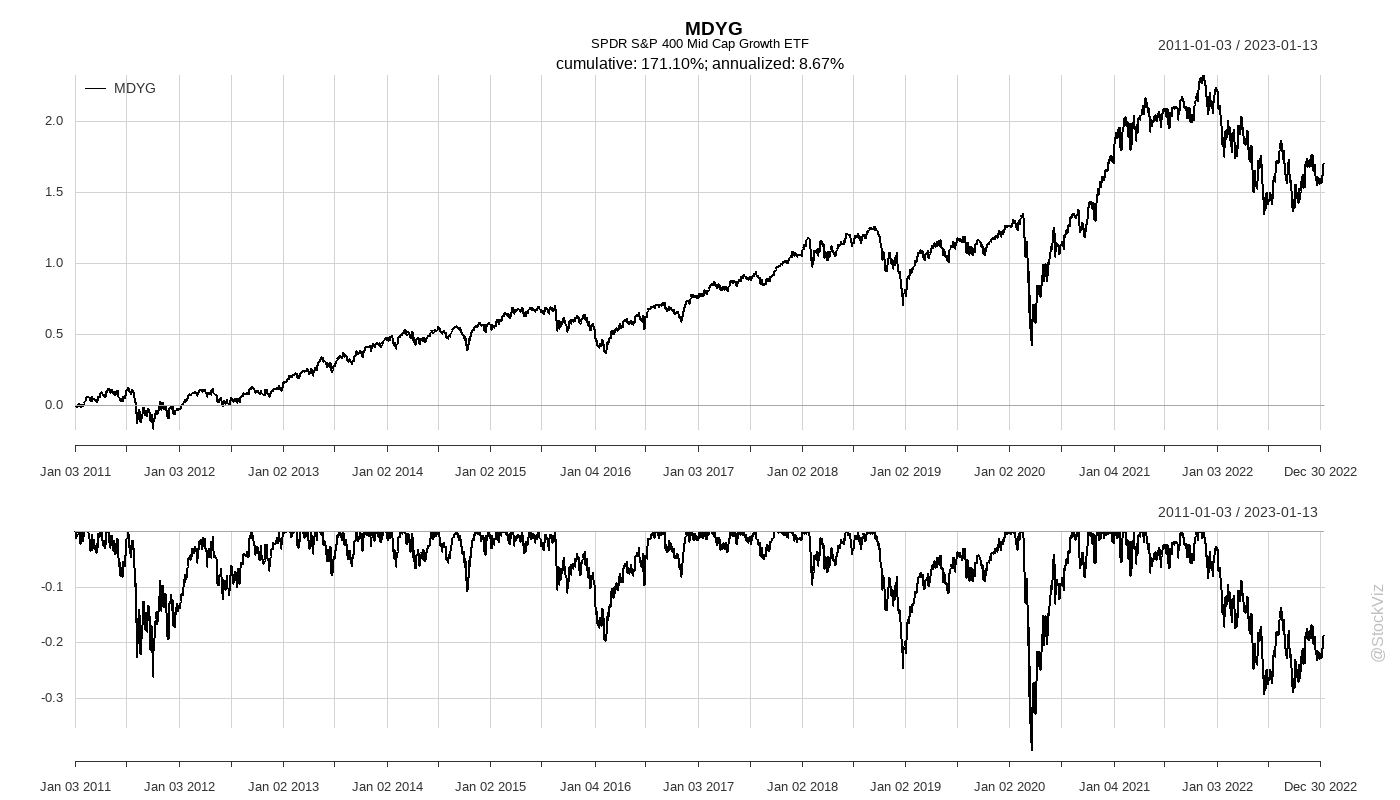 MDYG
SPDR S&P 400 Mid Cap Growth ETF
cumulative: 171.10%; annualized: 8.67%
2011-01-03 / 2023-01-13
MDYG
2.0
1.5
1.0
0.5
0.0
Jan 03 2011 Jan 03 2012 Jan 02 2013 Jan 02 2014 Jan 02 2015 Jan 04 2016 Jan 03 2017 Jan 02 2018 Jan 02 2019 Jan 02 2020 Jan 04 2021 Jan 03 2022 Dec 30 2022
2011-01-03 / 2023-01-13
-0.1
-0.2
-0.3
Jan 03 2011 Jan 03 2012 Jan 02 2013 Jan 02 2014 Jan 02 2015 Jan 04 2016 Jan 03 2017 Jan 02 2018 Jan 02 2019 Jan 02 2020 Jan 04 2021 Jan 03 2022 Dec 30 2022
@StockViz